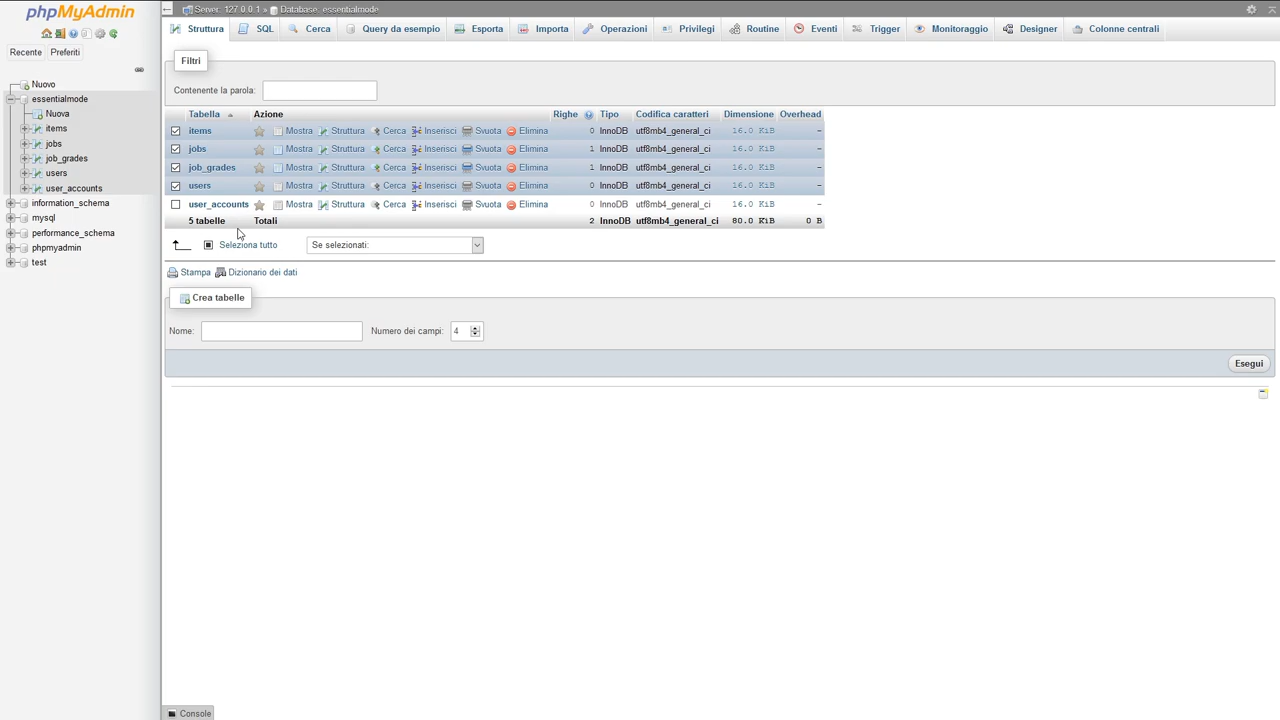 phpMyAdmin
Recente Preferiti
Nuovo
essentialmode
Nuova
items
jobs
job_grades
users
user_accounts
information_schema
mysql
performance_schema
phpmyadmin
test
Server: 127.0.0.1 » Database: essentialmode
Struttura SQL Cerca Query da esempio Esporta Importa Operazioni Privilegi Routine Eventi Trigger Monitoraggio Designer Colonne centrali
Filtri
Contenente la parola:
Tabella Azione Righe Tipo Codifica caratteri Dimensione Overhead
items Mostra Struttura Cerca Inserisci Svuota Elimina 0 InnoDB utf8mb4_general_ci 16.0 KiB -
jobs Mostra Struttura Cerca Inserisci Svuota Elimina 1 InnoDB utf8mb4_general_ci 16.0 KiB -
job_grades Mostra Struttura Cerca Inserisci Svuota Elimina 1 InnoDB utf8mb4_general_ci 16.0 KiB -
users Mostra Struttura Cerca Inserisci Svuota Elimina 0 InnoDB utf8mb4_general_ci 16.0 KiB -
user_accounts Mostra Struttura Cerca Inserisci Svuota Elimina 0 InnoDB utf8mb4_general_ci 16.0 KiB -
5 tabelle Totali 2 InnoDB utf8mb4_general_ci 80.0 KiB 0 B
Seleziona tutto Se selezionati:
Stampa Dizionario dei dati
Crea tabelle
Nome: Numero dei campi: 4
Esegui
Console